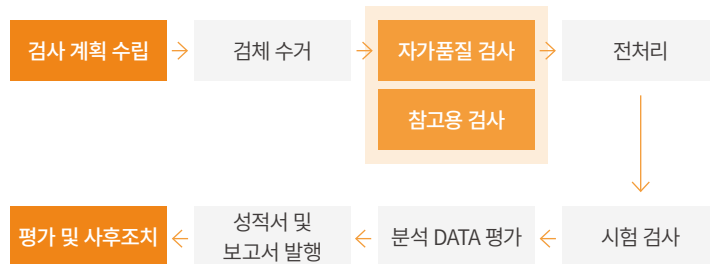 검사 계획 수립
검체 수거
자가품질 검사
참고용 검사
전처리
시험 검사
분석 DATA 평가
성적서 및
보고서 발행
평가 및 사후조치